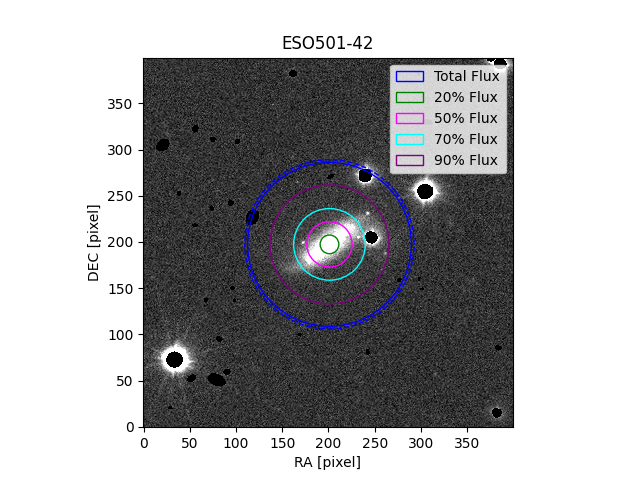 ESO501-42
Total Flux
20% Flux
50% Flux
70% Flux
90% Flux
DEC [pixel]
350
300
250
200
150
100
50
0
0 50 100 150 200 250 300 350
RA [pixel]